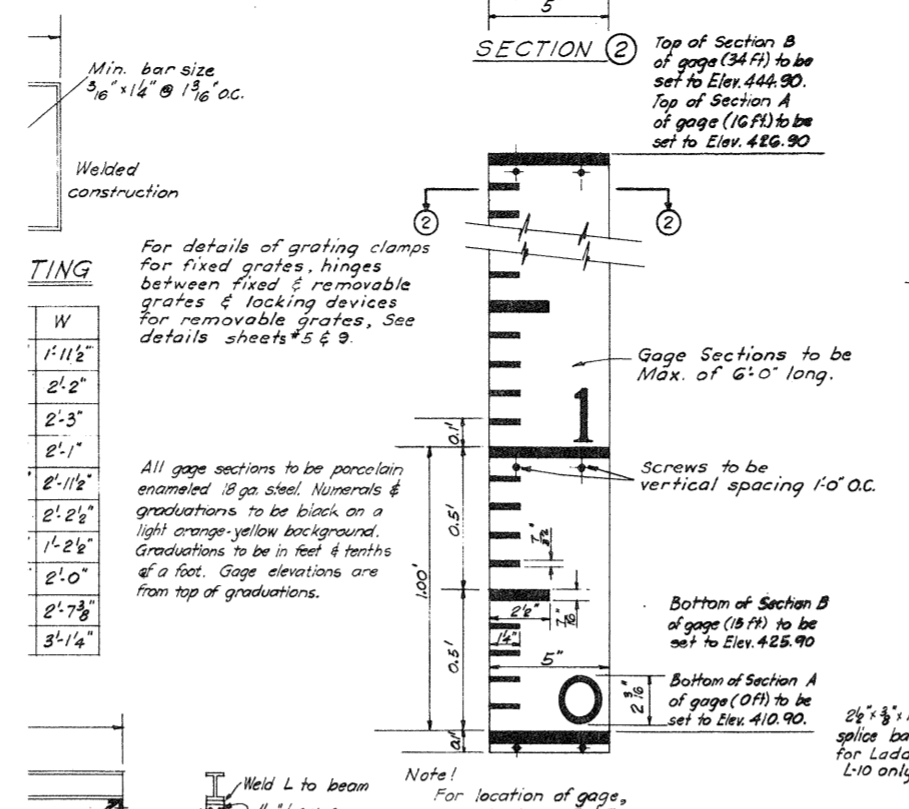 5
SECTION 2
Top of Section B
of gage (34 ft) to be
set to Elev. 444.90.
Top of Section A
of gage (16 ft) to be
set to Elev. 426.90
Min. bar size
3/16" x 1 1/4" @ 1 3/16" O.C.
Welded
construction
2
2
For details of grating clamps
for fixed grates, hinges
between fixed & removable
grates & locking devices
for removable grates, See
details sheets #5 & 9.
TING
W
1'-11 1/2"
2'-2"
2'-3"
2'-1"
2'-11 1/2"
2'-2 1/2"
1'-2 1/2"
2'-0"
2'-7 3/8"
3'-1 1/4"
Gage Sections to be
Max. of 6'-0" long.
1
0.1'
All gage sections to be porcelain
enameled 18 ga. steel. Numerals &
graduations to be black on a
light orange-yellow background.
Graduations to be in feet & tenths
of a foot. Gage elevations are
from top of graduations.
Screws to be
vertical spacing 1'-0" O.C.
1.00'
0.5'
7/32"
2 1/2"
7/16"
1 1/4"
0.5'
5"
0
2 3/16"
0.1'
Bottom of Section B
of gage (15 ft) to be
set to Elev. 425.90
Bottom of Section A
of gage (0 ft) to be
set to Elev. 410.90.
2 1/2" x 3/8" x
splice ba
for Ladd
L-10 only
Weld L to beam
Note!
For location of gage,